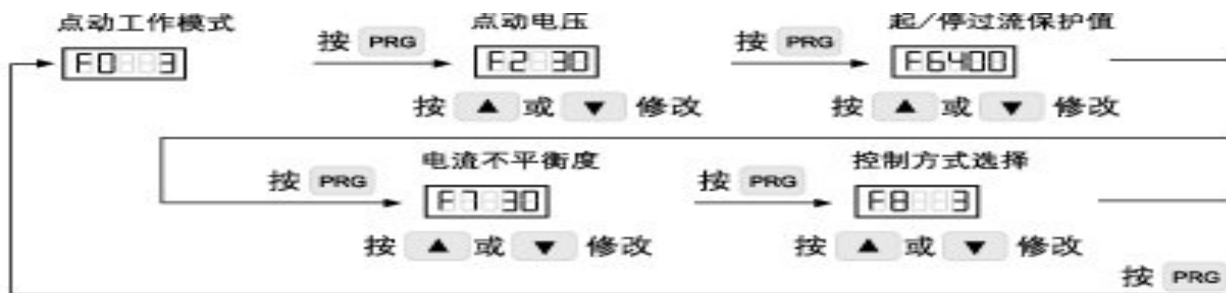 点动工作模式
F0 3
按 PRG
点动电压
F2 30
按 ▲ 或 ▼ 修改
按 PRG
起/停过流保护值
F6400
按 ▲ 或 ▼ 修改
按 PRG
电流不平衡度
F7 30
按 ▲ 或 ▼ 修改
按 PRG
控制方式选择
F8 3
按 ▲ 或 ▼ 修改
按 PRG